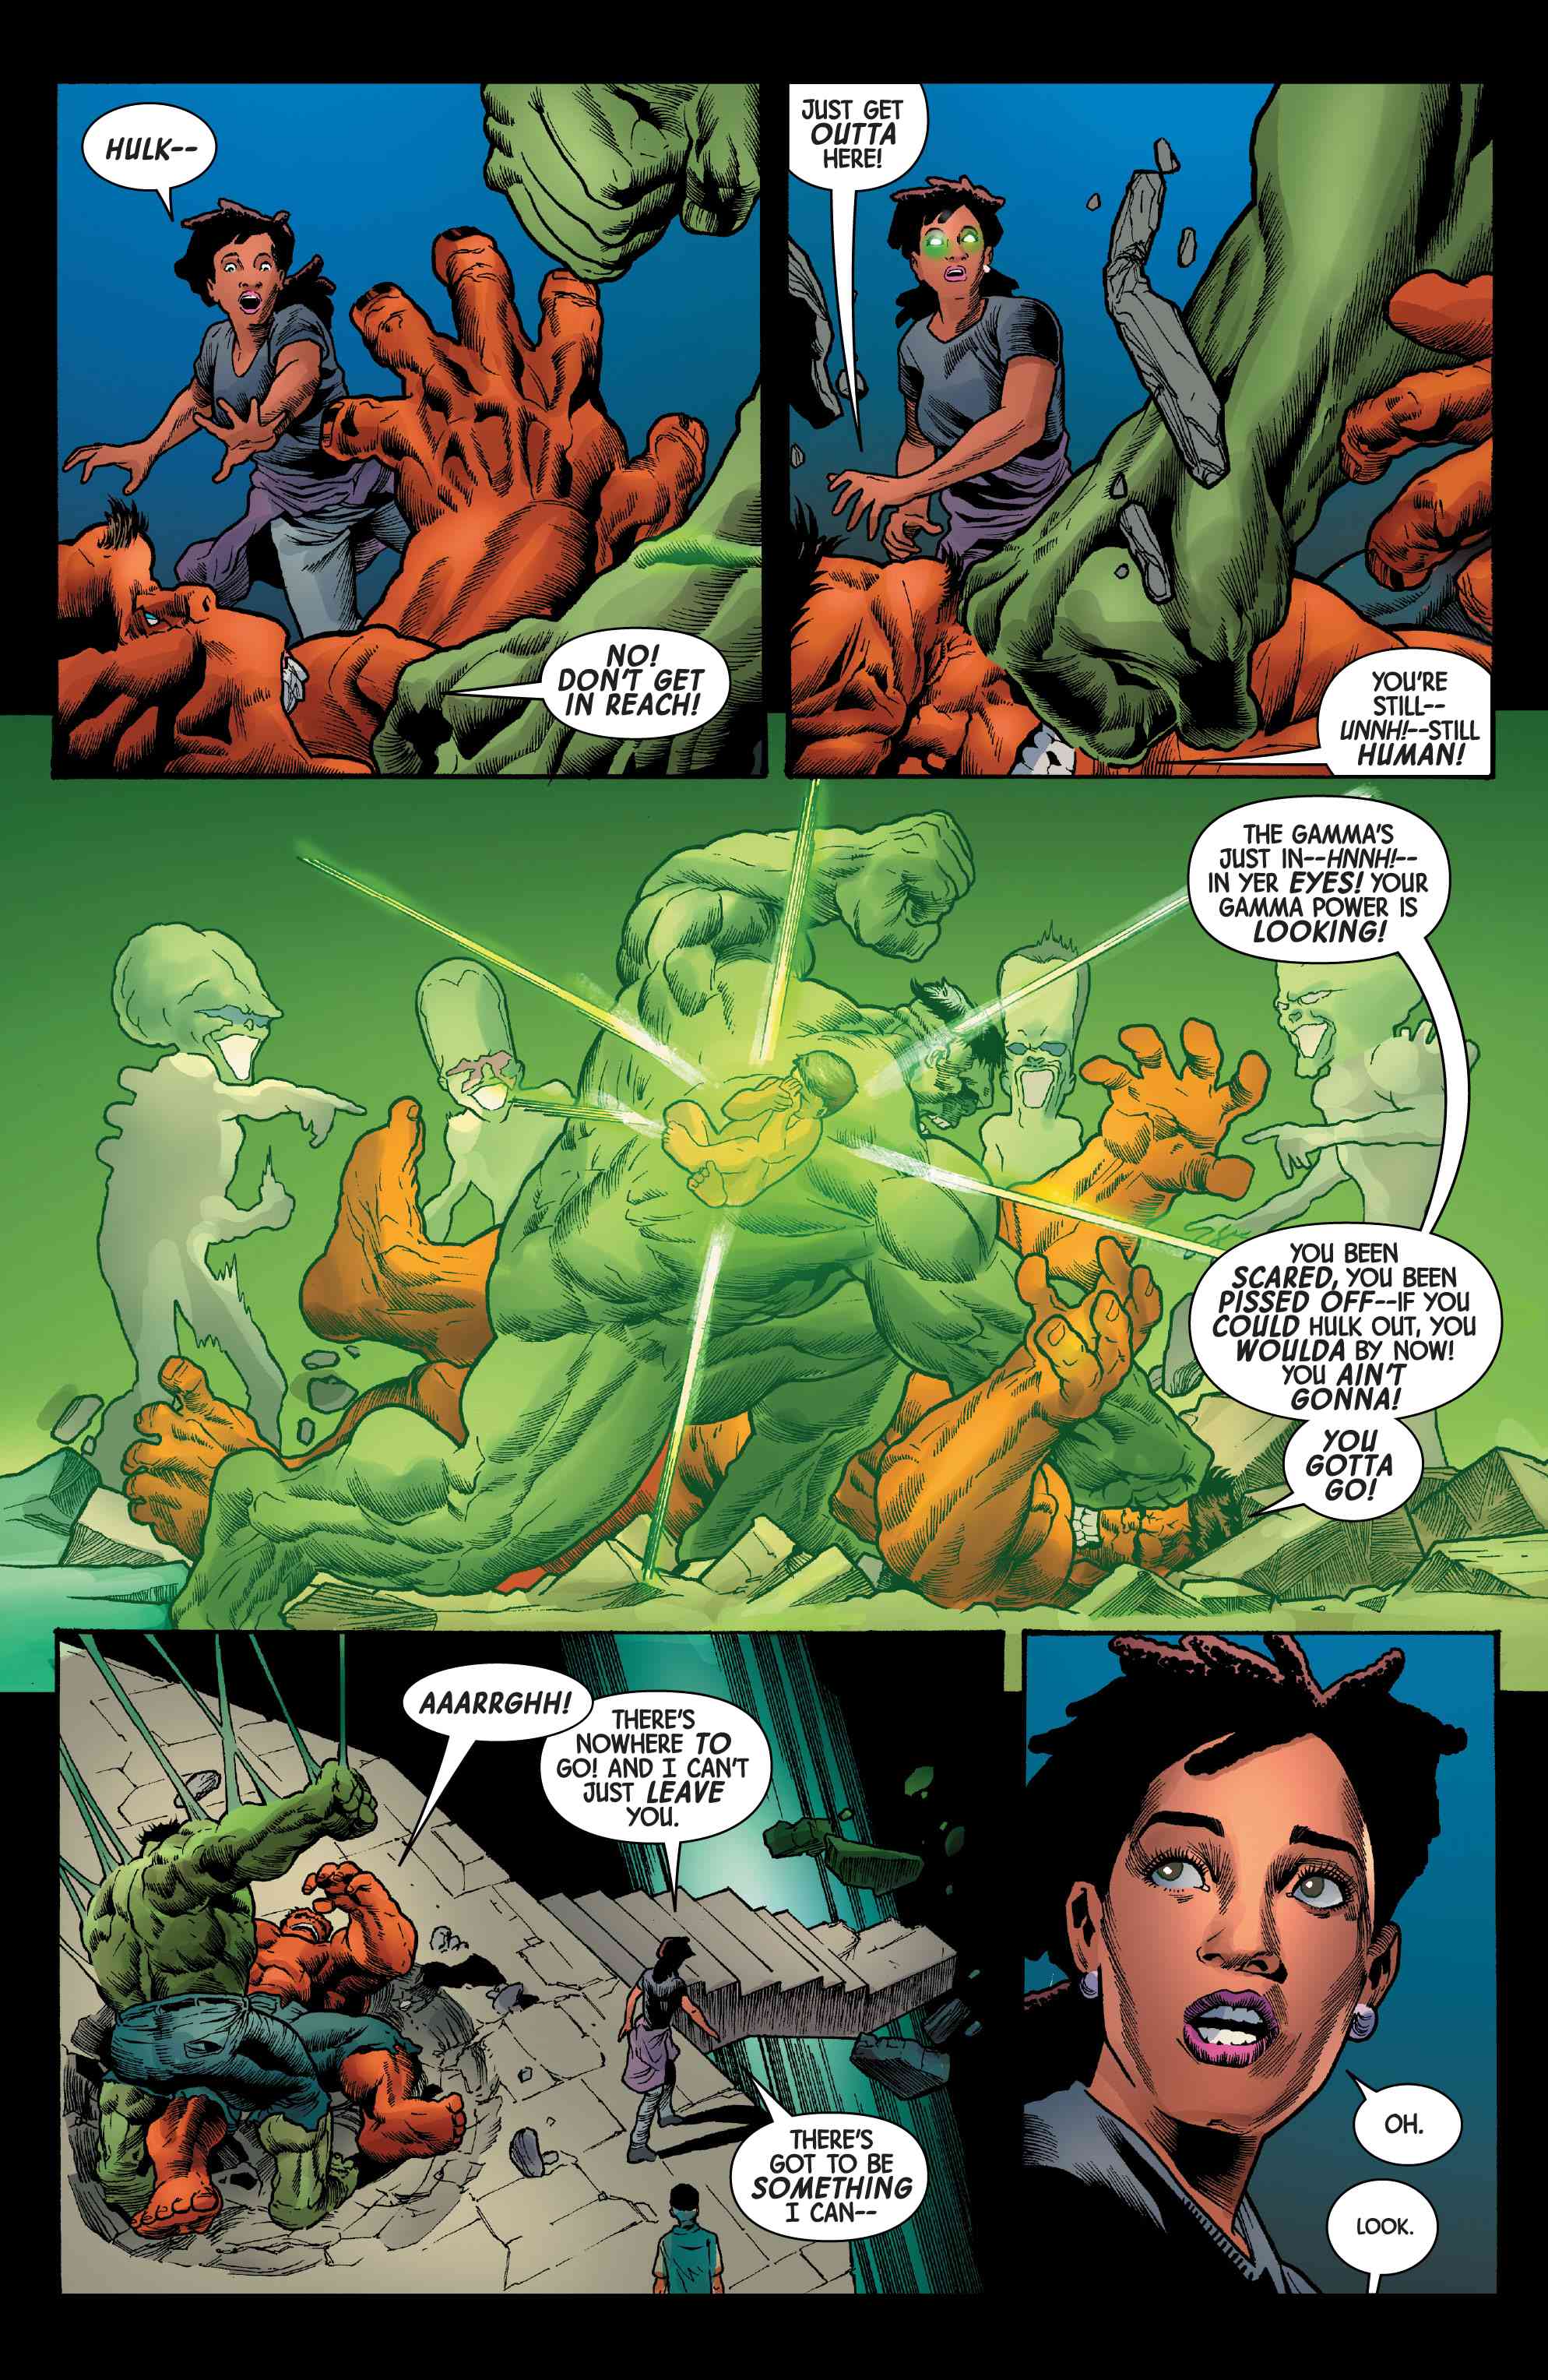 HULK--
NO!
DON'T GET
IN REACH!
JUST GET
OUTTA
HERE!
YOU'RE
STILL--
UNNH!--STILL
HUMAN!
THE GAMMA'S
JUST IN--HNNH!--
IN YER EYES! YOUR
GAMMA POWER IS
LOOKING!
YOU BEEN
SCARED, YOU BEEN
PISSED OFF--IF YOU
COULD HULK OUT, YOU
WOULDA BY NOW!
YOU AIN'T
GONNA!
YOU
GOTTA
GO!
AAARRGHH!
THERE'S
NOWHERE TO
GO! AND I CAN'T
JUST LEAVE
YOU.
THERE'S
GOT TO BE
SOMETHING
I CAN--
OH.
LOOK.